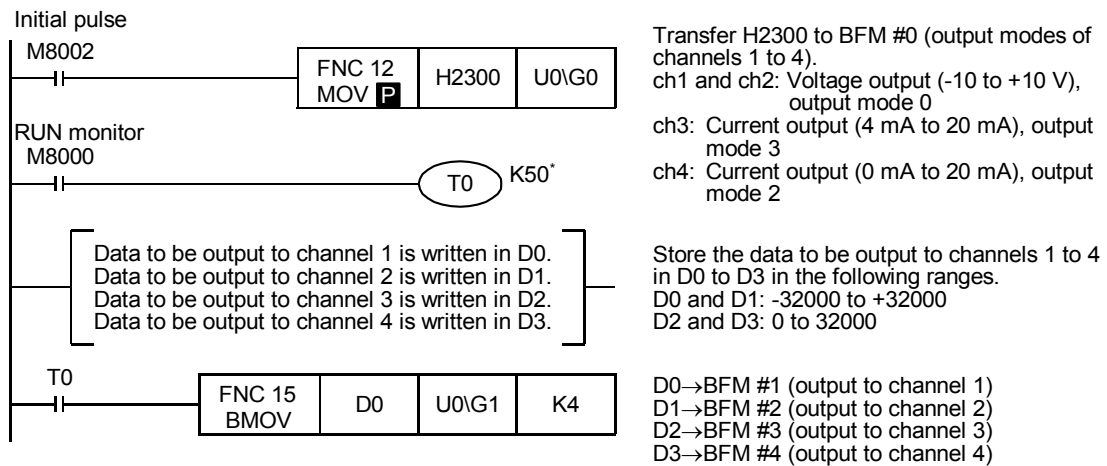 Initial pulse
M8002
FNC 12
MOV P
H2300
U0\G0
Transfer H2300 to BFM #0 (output modes of
channels 1 to 4).
ch1 and ch2: Voltage output (-10 to +10 V),
output mode 0
ch3: Current output (4 mA to 20 mA), output
mode 3
ch4: Current output (0 mA to 20 mA), output
mode 2
RUN monitor
M8000
T0
K50*
Data to be output to channel 1 is written in D0.
Data to be output to channel 2 is written in D1.
Data to be output to channel 3 is written in D2.
Data to be output to channel 4 is written in D3.
Store the data to be output to channels 1 to 4
in D0 to D3 in the following ranges.
D0 and D1: -32000 to +32000
D2 and D3: 0 to 32000
T0
FNC 15
BMOV
D0
U0\G1
K4
D0→BFM #1 (output to channel 1)
D1→BFM #2 (output to channel 2)
D2→BFM #3 (output to channel 3)
D3→BFM #4 (output to channel 4)